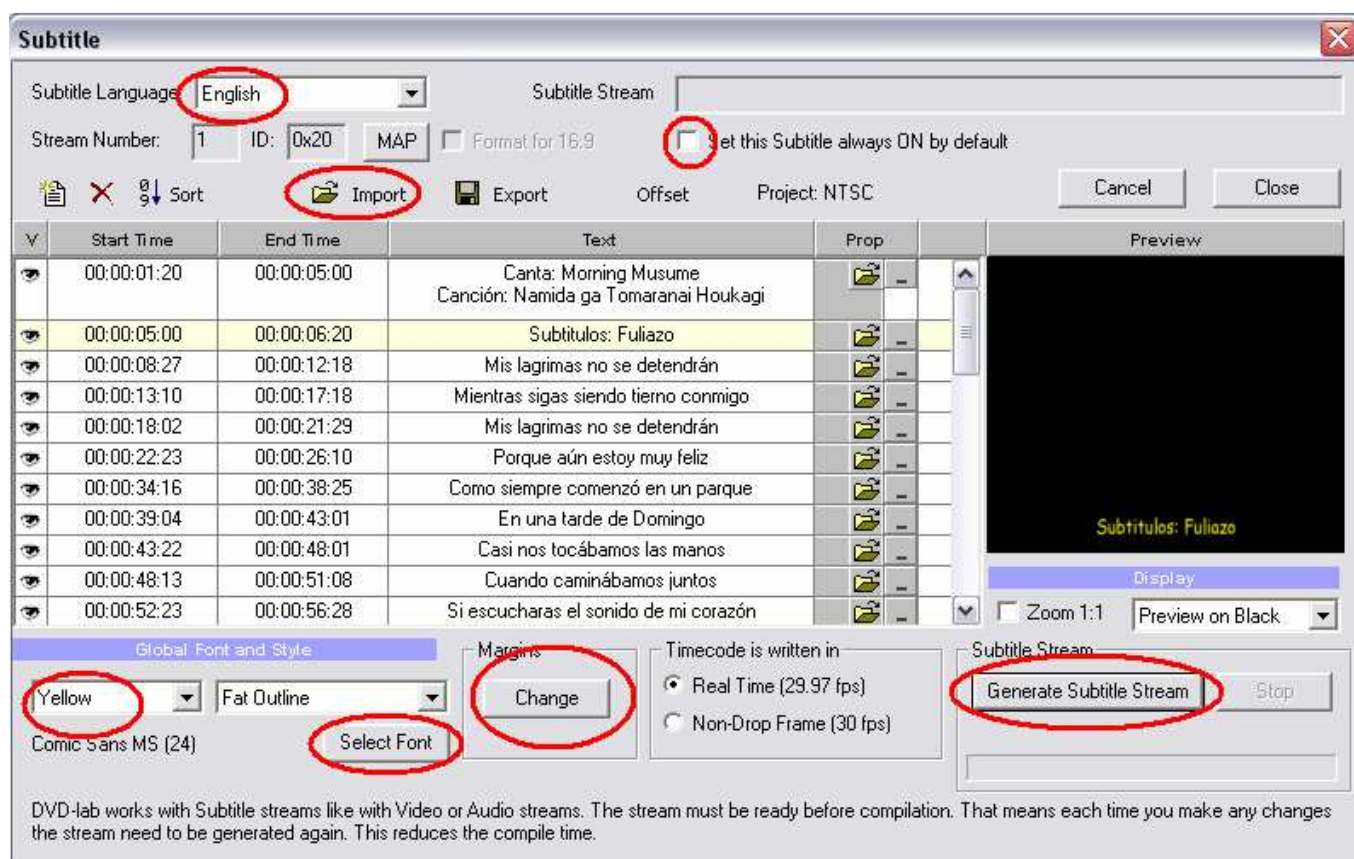 Subtitle
Subtitle Language English Subtitle Stream
Stream Number: 1 ID: 0x20 MAP Format for 16:9 Set this Subtitle always ON by default
Sort Import Export Offset Project: NTSC Cancel Close
V Start Time End Time Text Prop Preview
00:00:01:20 00:00:05:00 Canta: Morning Musume
Canción: Namida ga Tomaranai Houkagi
00:00:05:00 00:00:06:20 Subtitulos: Fuliazo
00:00:08:27 00:00:12:18 Mis lagrimas no se detendrán
00:00:13:10 00:00:17:18 Mientras sigas siendo tierno conmigo
00:00:18:02 00:00:21:29 Mis lagrimas no se detendrán
00:00:22:23 00:00:26:10 Porque aún estoy muy feliz
00:00:34:16 00:00:38:25 Como siempre comenzó en un parque
00:00:39:04 00:00:43:01 En una tarde de Domingo
00:00:43:22 00:00:48:01 Casi nos tocábamos las manos
00:00:48:13 00:00:51:08 Cuando caminábamos juntos
00:00:52:23 00:00:56:28 Si escucharas el sonido de mi corazón
Subtitulos: Fuliazo
Display
Zoom 1:1 Preview on Black
Global Font and Style Margins Timecode is written in Subtitle Stream
Yellow Fat Outline Change Real Time (29.97 fps) Generate Subtitle Stream Stop
Non-Drop Frame (30 fps)
Comic Sans MS (24) Select Font
DVD-lab works with Subtitle streams like with Video or Audio streams. The stream must be ready before compilation. That means each time you make any changes
the stream need to be generated again. This reduces the compile time.